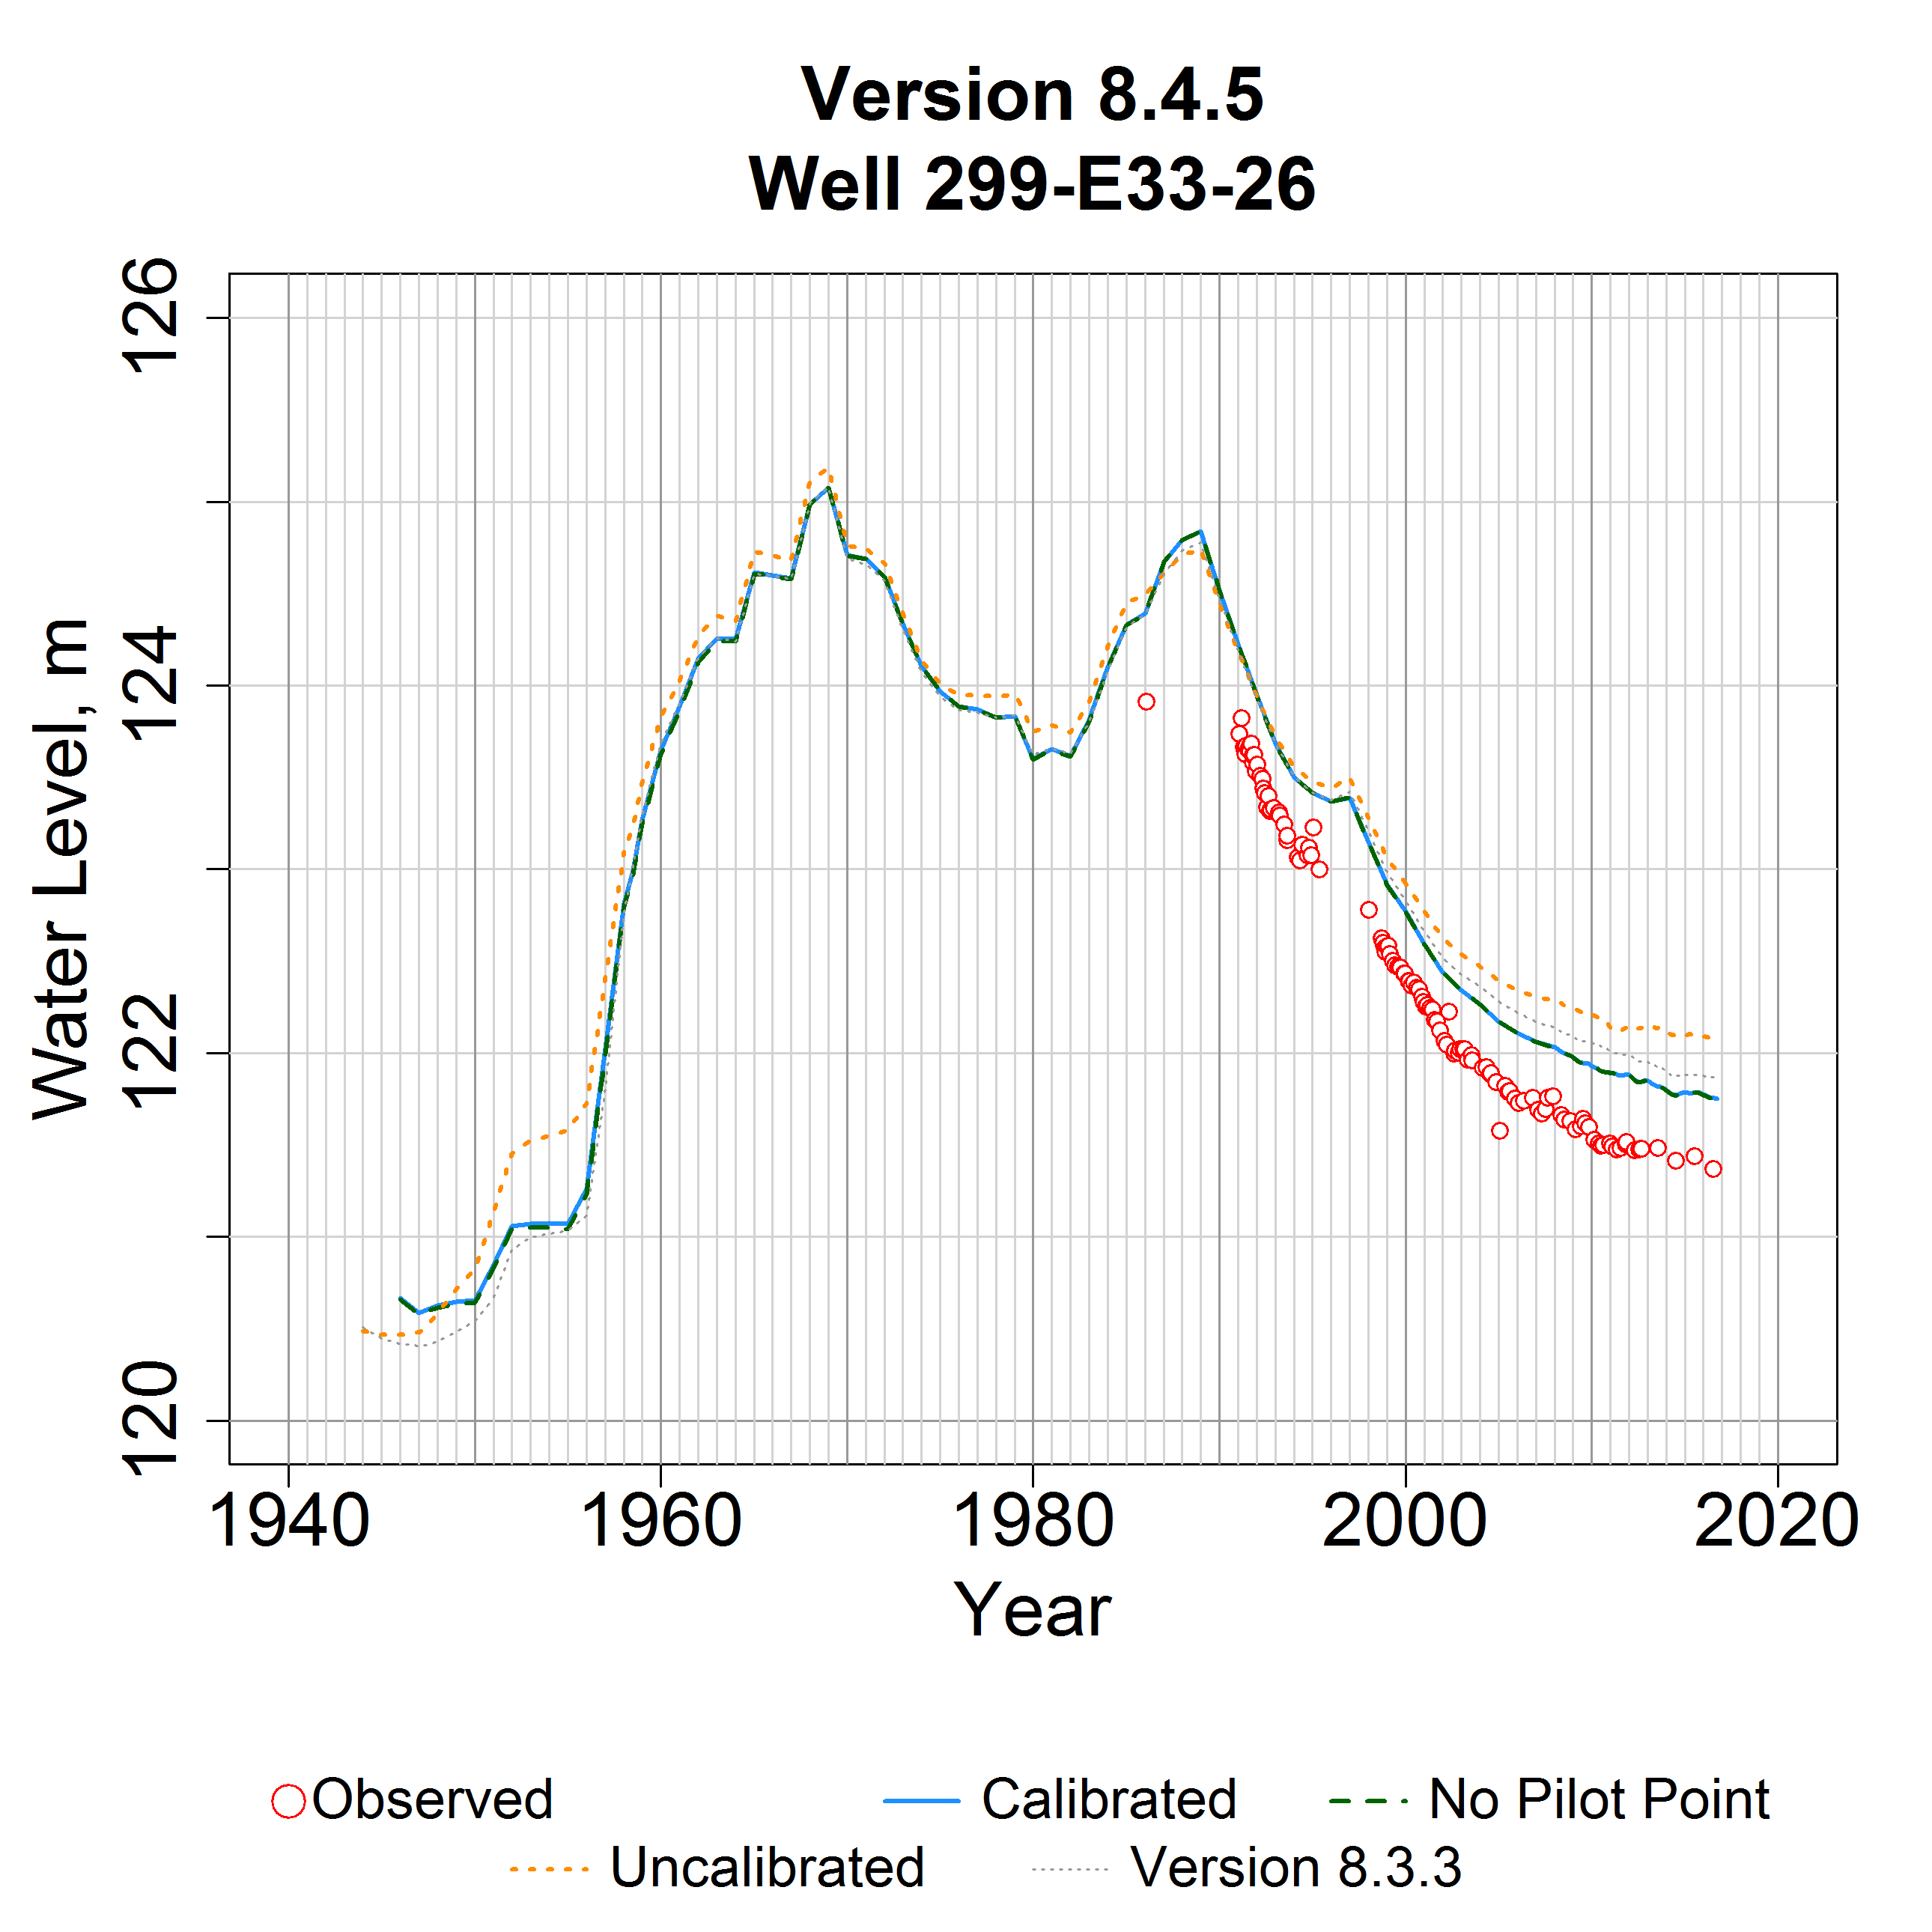 Version 8.4.5
Well 299-E33-26
Water Level, m
126
124
122
120
1940 1960 1980 2000 2020
Year
Observed Calibrated No Pilot Point
Uncalibrated Version 8.3.3